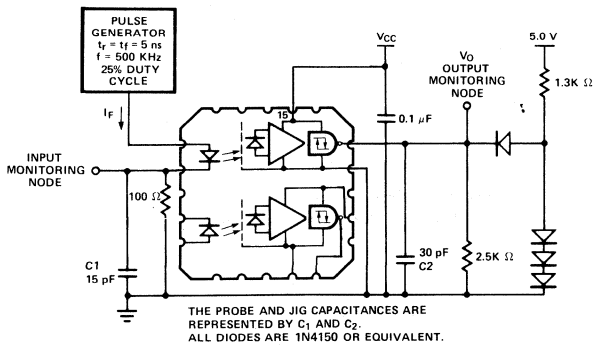 PULSE
GENERATOR
tr = tf = 5 ns
f = 500 KHz
25% DUTY
CYCLE
IF
INPUT
MONITORING
NODE
100 Ω
C1
15 pF
15
VCC
0.1 μF
VO
OUTPUT
MONITORING
NODE
5.0 V
1.3K Ω
30 pF
C2
2.5K Ω
THE PROBE AND JIG CAPACITANCES ARE
REPRESENTED BY C1 AND C2.
ALL DIODES ARE 1N4150 OR EQUIVALENT.